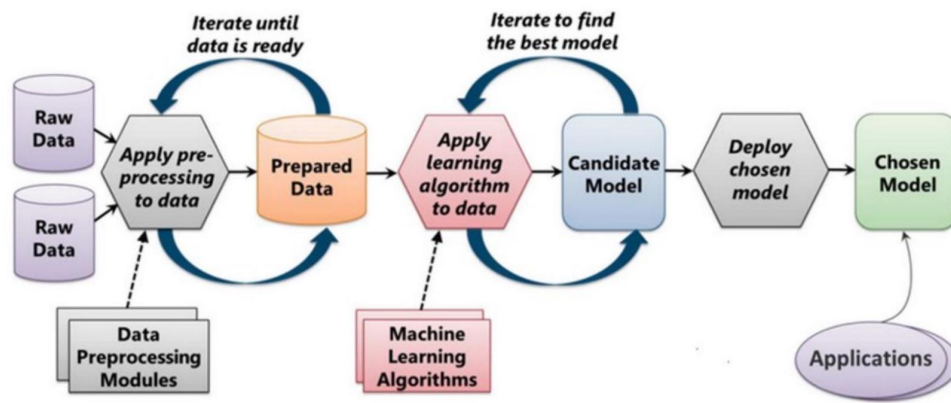 Iterate until
data is ready
Iterate to find
the best model
Raw
Data
Raw
Data
Apply pre-
processing
to data
Prepared
Data
Apply
learning
algorithm
to data
Candidate
Model
Deploy
chosen
model
Chosen
Model
Data
Preprocessing
Modules
Machine
Learning
Algorithms
Applications